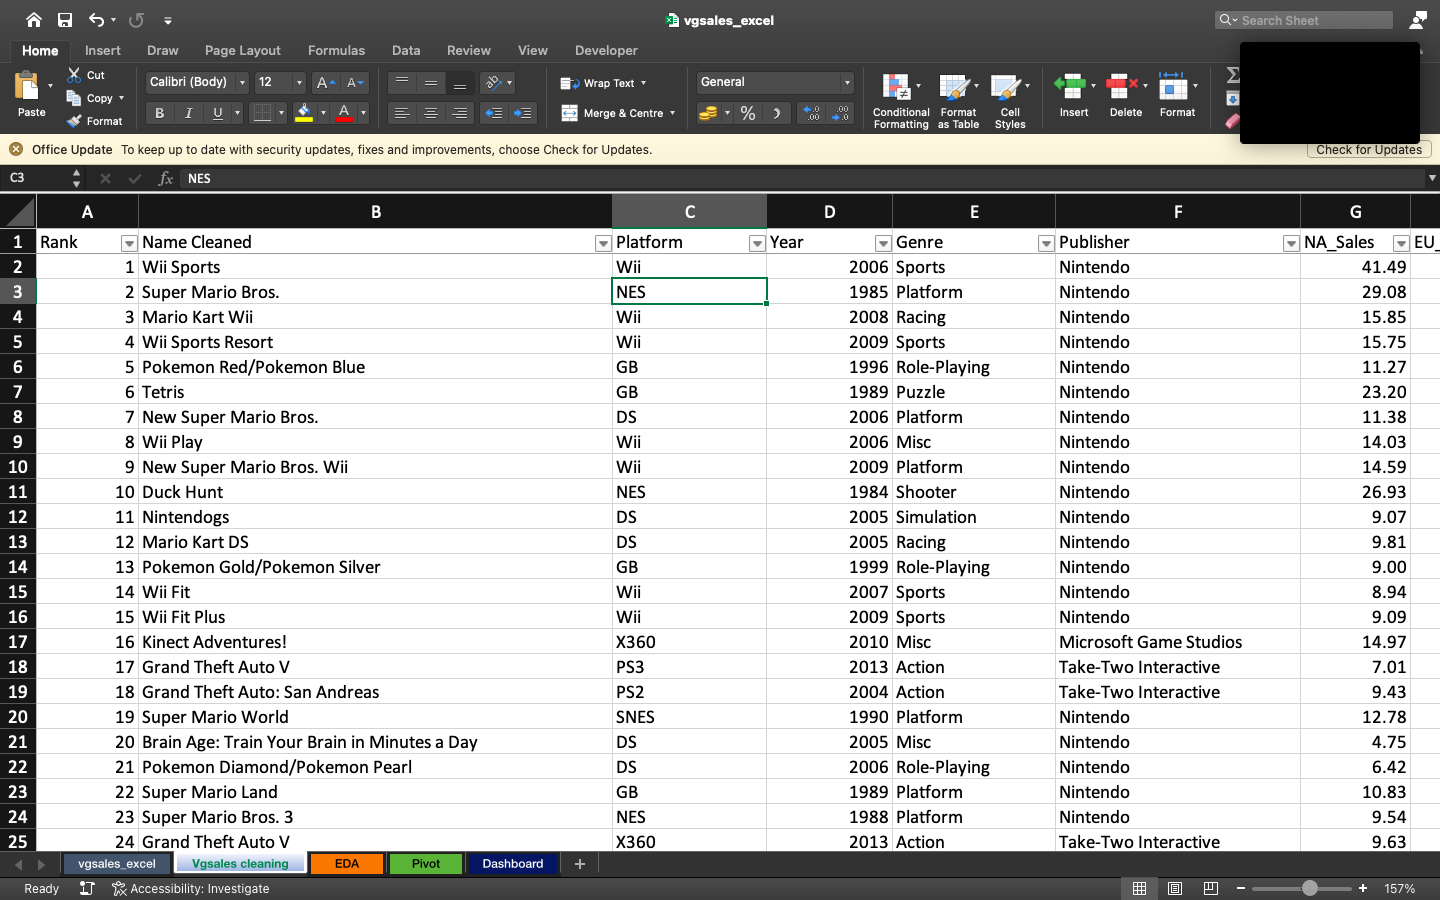 vgsales_excel
Search Sheet
Home Insert Draw Page Layout Formulas Data Review View Developer
Paste
Cut
Copy
Format
Calibri (Body) 12 A A
B I U A
Wrap Text
Merge & Centre
General
%
Conditional Formatting
Format as Table
Cell Styles
Insert Delete Format
Office Update To keep up to date with security updates, fixes and improvements, choose Check for Updates. Check for Updates
C3 fx NES
A B C D E F G
1 Rank Name Cleaned Platform Year Genre Publisher NA_Sales EU_
2 1 Wii Sports Wii 2006 Sports Nintendo 41.49
3 2 Super Mario Bros. NES 1985 Platform Nintendo 29.08
4 3 Mario Kart Wii Wii 2008 Racing Nintendo 15.85
5 4 Wii Sports Resort Wii 2009 Sports Nintendo 15.75
6 5 Pokemon Red/Pokemon Blue GB 1996 Role-Playing Nintendo 11.27
7 6 Tetris GB 1989 Puzzle Nintendo 23.20
8 7 New Super Mario Bros. DS 2006 Platform Nintendo 11.38
9 8 Wii Play Wii 2006 Misc Nintendo 14.03
10 9 New Super Mario Bros. Wii Wii 2009 Platform Nintendo 14.59
11 10 Duck Hunt NES 1984 Shooter Nintendo 26.93
12 11 Nintendogs DS 2005 Simulation Nintendo 9.07
13 12 Mario Kart DS DS 2005 Racing Nintendo 9.81
14 13 Pokemon Gold/Pokemon Silver GB 1999 Role-Playing Nintendo 9.00
15 14 Wii Fit Wii 2007 Sports Nintendo 8.94
16 15 Wii Fit Plus Wii 2009 Sports Nintendo 9.09
17 16 Kinect Adventures! X360 2010 Misc Microsoft Game Studios 14.97
18 17 Grand Theft Auto V PS3 2013 Action Take-Two Interactive 7.01
19 18 Grand Theft Auto: San Andreas PS2 2004 Action Take-Two Interactive 9.43
20 19 Super Mario World SNES 1990 Platform Nintendo 12.78
21 20 Brain Age: Train Your Brain in Minutes a Day DS 2005 Misc Nintendo 4.75
22 21 Pokemon Diamond/Pokemon Pearl DS 2006 Role-Playing Nintendo 6.42
23 22 Super Mario Land GB 1989 Platform Nintendo 10.83
24 23 Super Mario Bros. 3 NES 1988 Platform Nintendo 9.54
25 24 Grand Theft Auto V X360 2013 Action Take-Two Interactive 9.63
vgsales_excel Vgsales cleaning EDA Pivot Dashboard +
Ready Accessibility: Investigate 157%